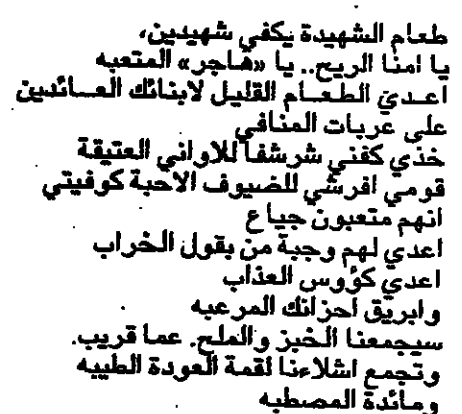 طعام الشهيدة يكفي شهيدين،
يا امنا الريح.. يا «هاجر» المتعبه
اعدي الطعام القليل لابنائك العائدين
على عربات المنافي
خذي كفني شرشفا للاواني العتيقة
قومي افرشي للضيوف الاحبة كوفيتي
انهم متعبون جياع
اعدي لهم وجبة من بقول الخراب
اعدي كؤوس العذاب
وابريق احزانك المرعبه
سيجمعنا الخبز والملح. عما قريب.
وتجمع اشلاءنا لقمة العودة الطيبه
ومائدة المصطبه